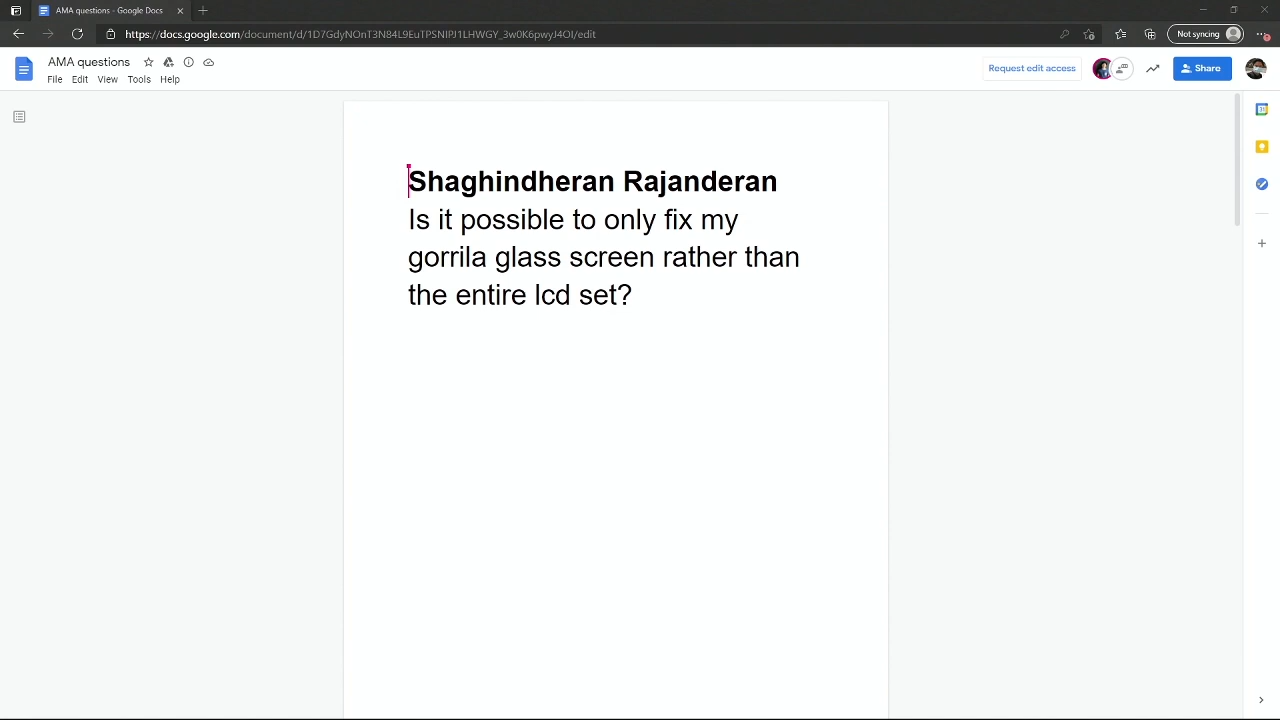 AMA questions - Google Docs
https://docs.google.com/document/d/1D7GdyNOnT3N84L9EuTPSNIPJ1LHWGY_3w0K6pwyJ4OI/edit
Not syncing
AMA questions
File Edit View Tools Help
Request edit access
Share
Shaghindheran Rajanderan
Is it possible to only fix my
gorrila glass screen rather than
the entire lcd set?